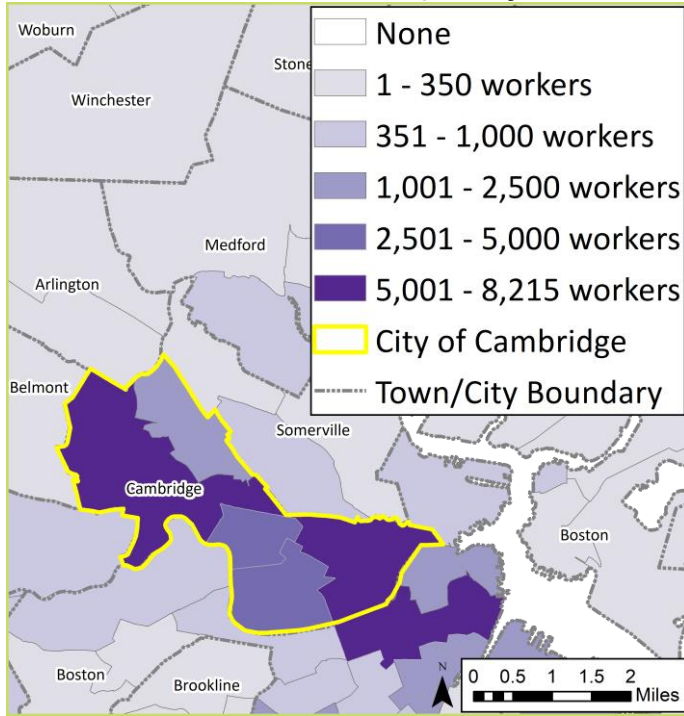 None
1 - 350 workers
351 - 1,000 workers
1,001 - 2,500 workers
2,501 - 5,000 workers
5,001 - 8,215 workers
City of Cambridge
Town/City Boundary
Woburn
Stone
Winchester
Medford
Arlington
Belmont
Somerville
Cambridge
Boston
Boston
Brookline
N
0 0.5 1 1.5 2
Miles